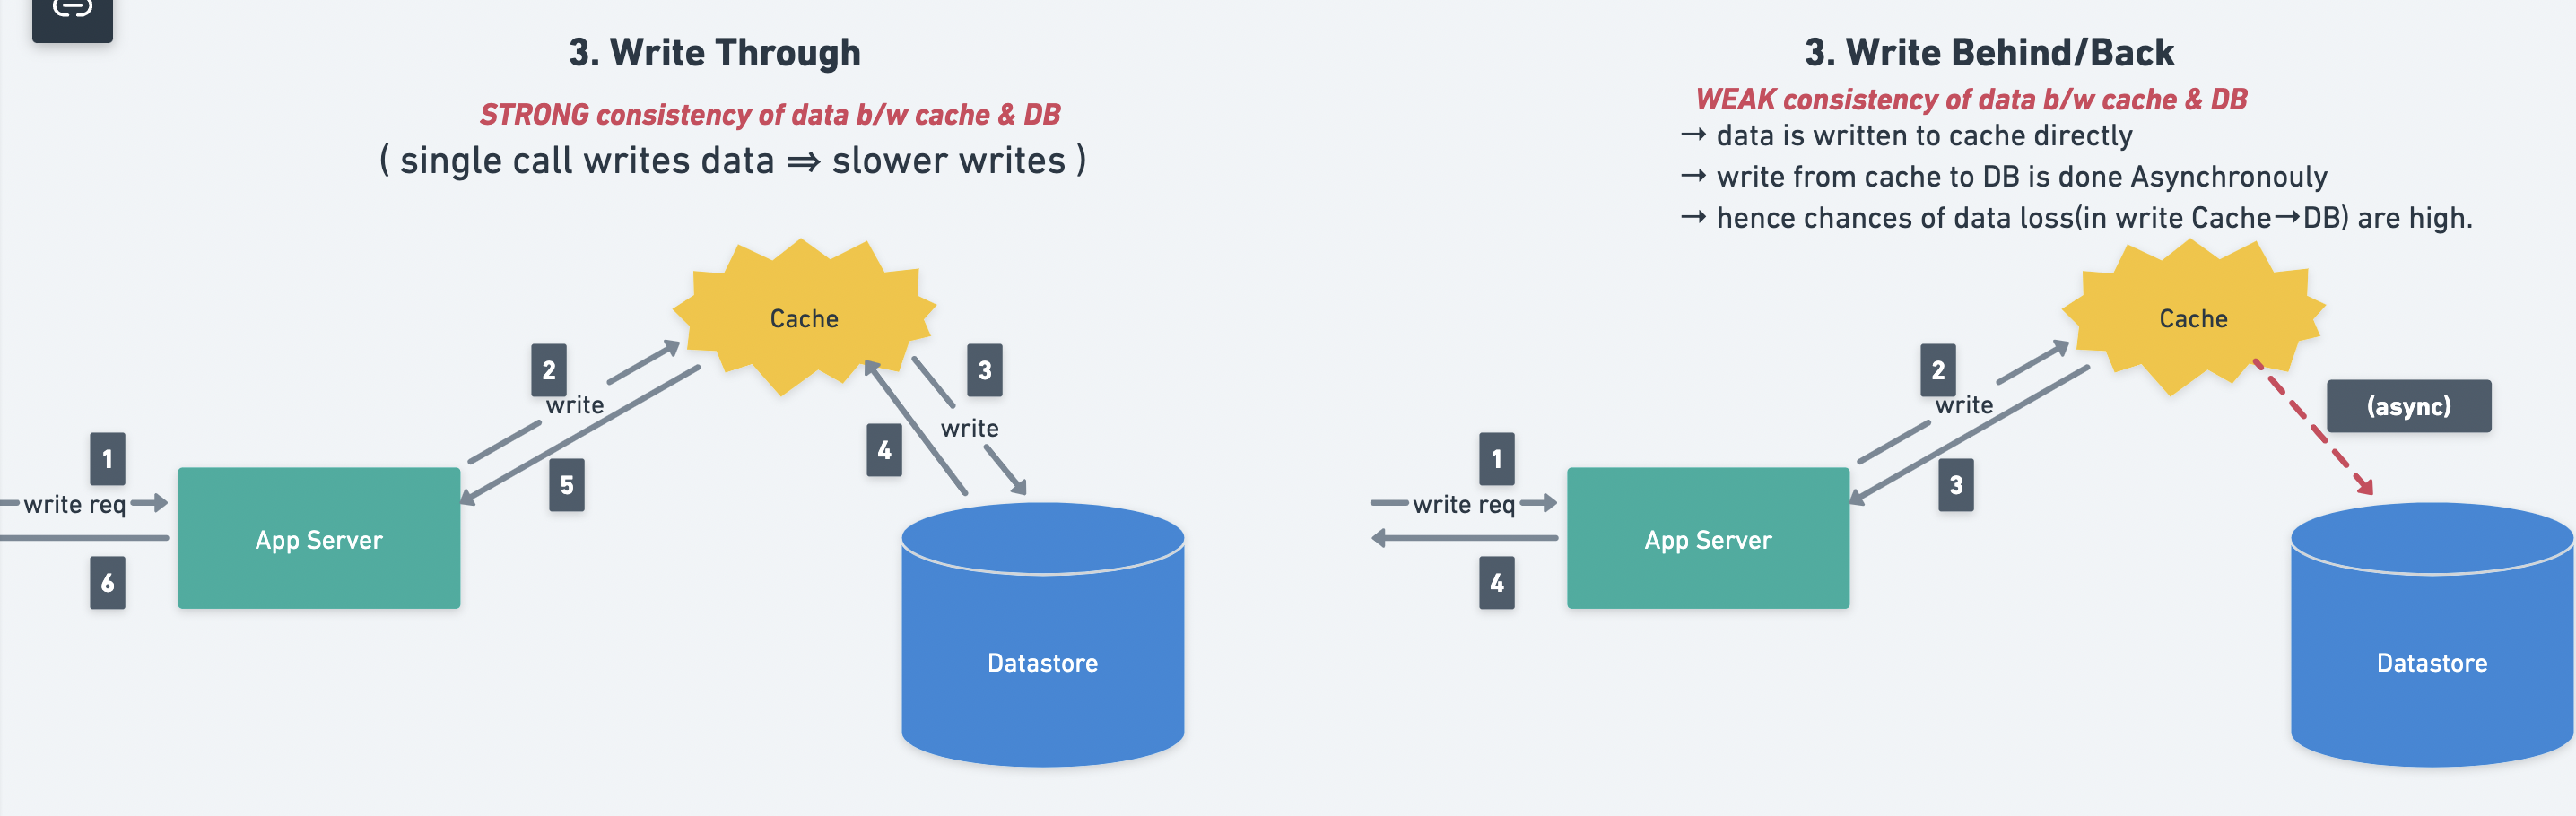 3. Write Through
STRONG consistency of data b/w cache & DB
( single call writes data ⇒ slower writes )
Cache
2
write
3
write
4
1
write req
5
App Server
6
Datastore
3. Write Behind/Back
WEAK consistency of data b/w cache & DB
→ data is written to cache directly
→ write from cache to DB is done Asynchronouly
→ hence chances of data loss(in write Cache→DB) are high.
Cache
2
write
(async)
1
write req
3
App Server
4
Datastore